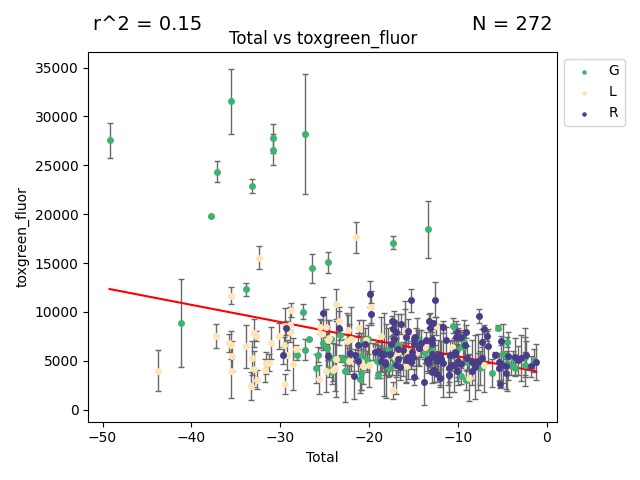 r^2 = 0.15
N = 272
Total vs toxgreen_fluor
35000
30000
25000
20000
15000
10000
5000
0
toxgreen_fluor
−50
−40
−30
−20
−10
0
Total
G
L
R